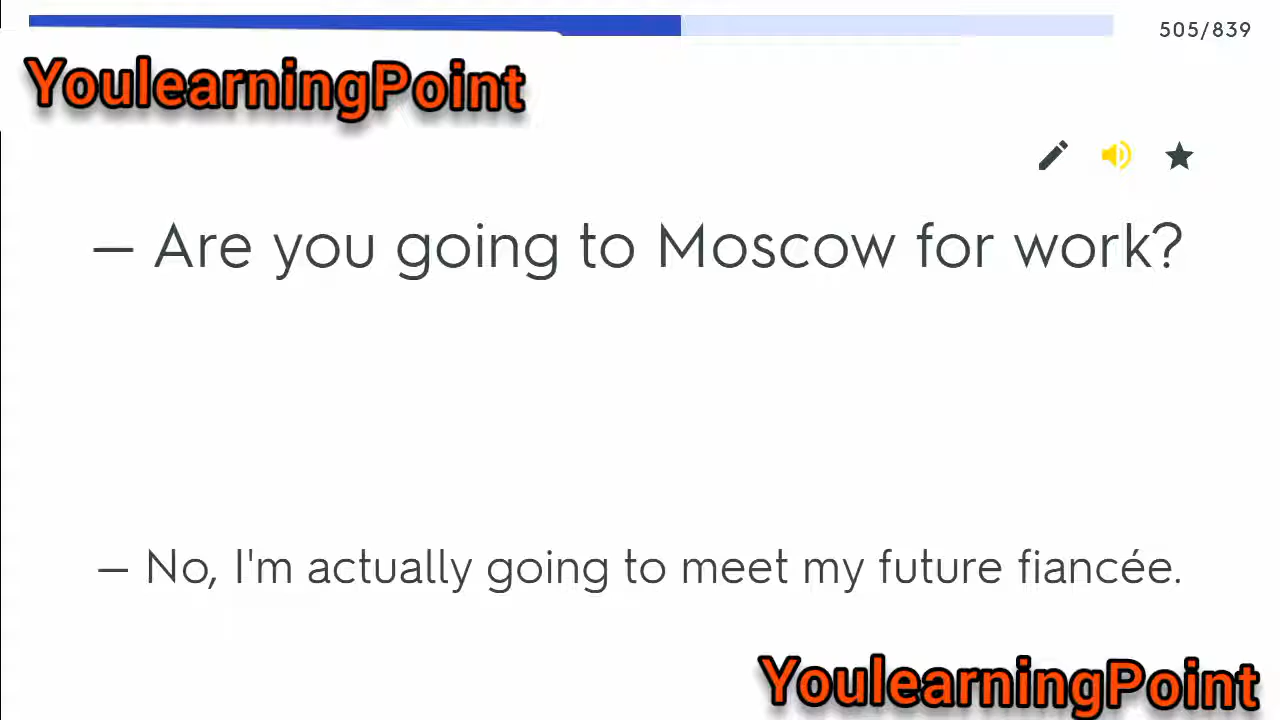 505/839
YoulearningPoint
— Are you going to Moscow for work?
— No, I'm actually going to meet my future fiancée.
YoulearningPoint